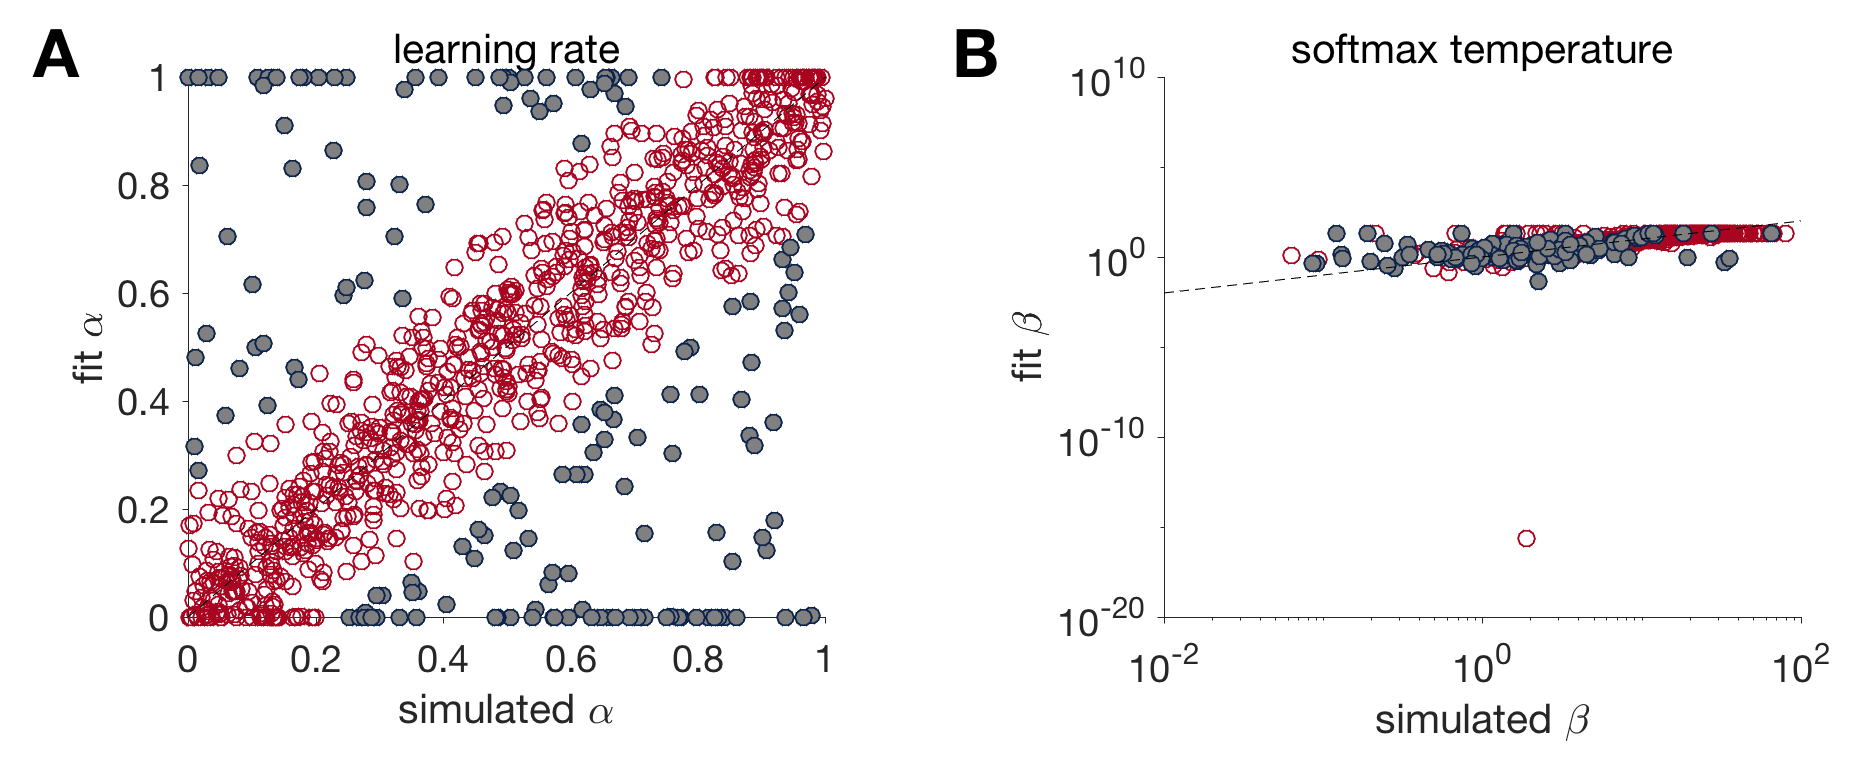 A
learning rate
1
0.8
0.6
0.4
0.2
0
fit α
0 0.2 0.4 0.6 0.8 1
simulated α
B
softmax temperature
10^10
10^0
10^-10
10^-20
fit β
10^-2 10^0 10^2
simulated β